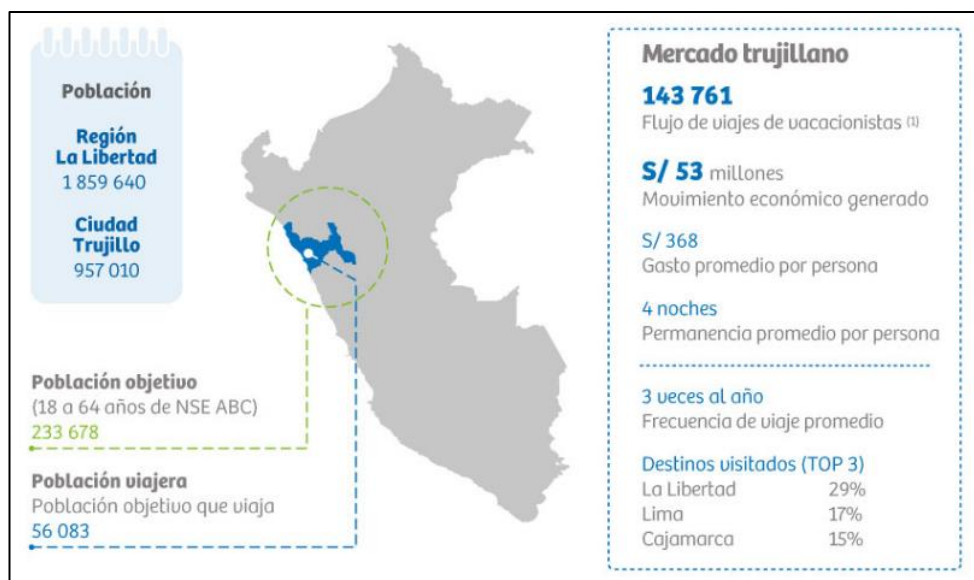 Población
Región
La Libertad
1 859 640
Ciudad
Trujillo
957 010
Población objetivo
(18 a 64 años de NSE ABC)
233 678
Población viajera
Población objetivo que viaja
56 083
Mercado trujillano
143 761
Flujo de viajes de vacacionistas (1)
S/ 53 millones
Movimiento económico generado
S/ 368
Gasto promedio por persona
4 noches
Permanencia promedio por persona
3 veces al año
Frecuencia de viaje promedio
Destinos visitados (TOP 3)
La Libertad 29%
Lima 17%
Cajamarca 15%